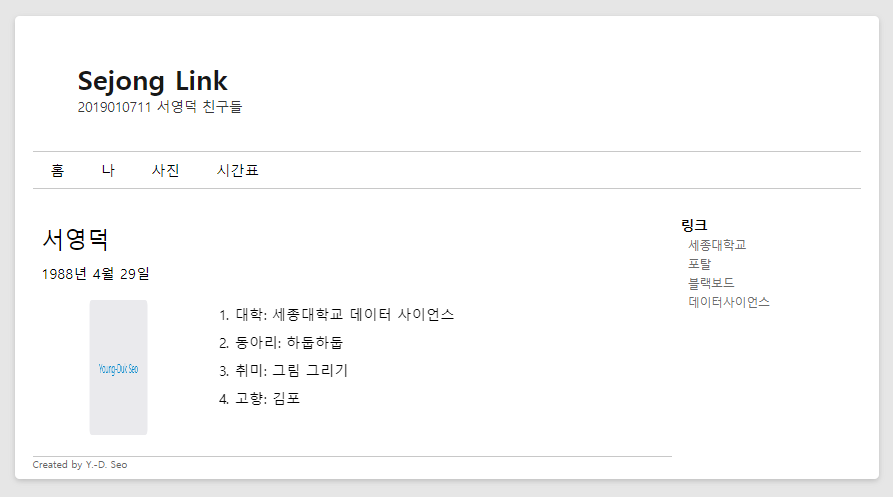 Sejong Link
2019010711 서영덕 친구들
홈 나 사진 시간표
서영덕
1988년 4월 29일
Young-Duk Seo
1. 대학: 세종대학교 데이터 사이언스
2. 동아리: 하둡하둡
3. 취미: 그림 그리기
4. 고향: 김포
링크
세종대학교
포탈
블랙보드
데이터사이언스
Created by Y.-D. Seo